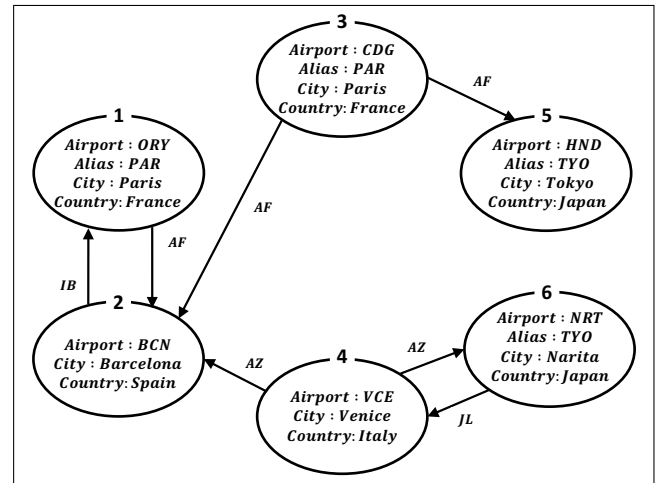 3
Airport : CDG
Alias : PAR
City : Paris
Country: France
AF
1
Airport : ORY
Alias : PAR
City : Paris
Country: France
5
Airport : HND
Alias : TYO
City : Tokyo
Country: Japan
AF
AF
IB
2
Airport : BCN
City : Barcelona
Country: Spain
AZ
4
Airport : VCE
City : Venice
Country: Italy
AZ
6
Airport : NRT
Alias : TYO
City : Narita
Country: Japan
JL